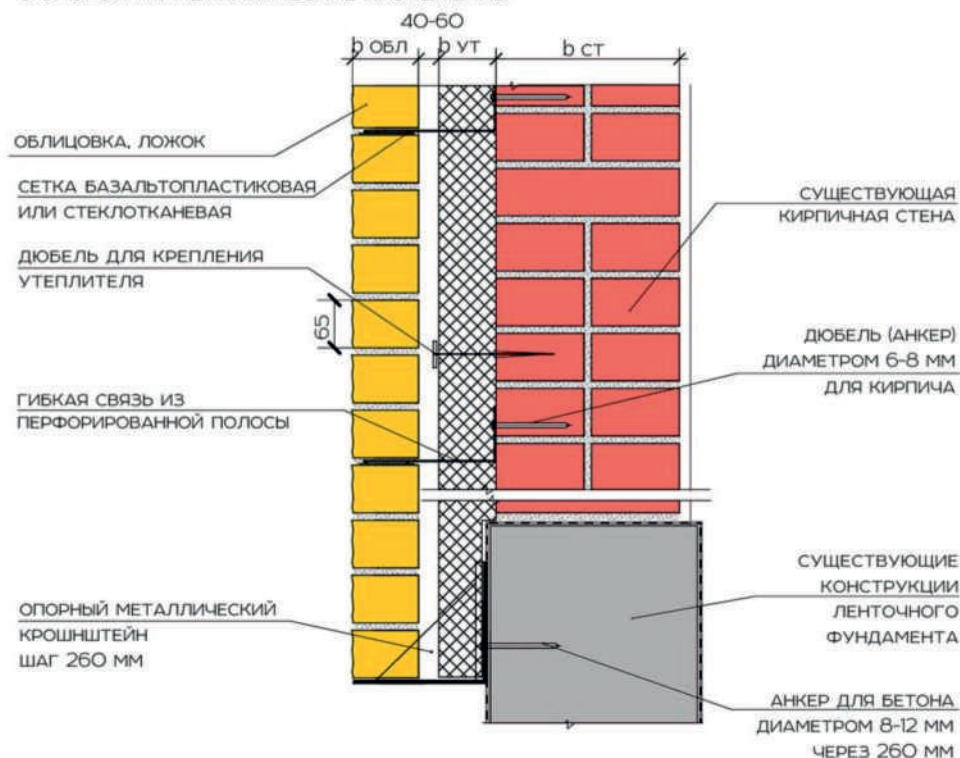 40-60
b ОБЛ
b УТ
b СТ
ОБЛИЦОВКА, ЛОЖОК
СЕТКА БАЗАЛЬТОПЛАСТИКОВАЯ
ИЛИ СТЕКЛОТКАНЕВАЯ
ДЮБЕЛЬ ДЛЯ КРЕПЛЕНИЯ
УТЕПЛИТЕЛЯ
65
ГИБКАЯ СВЯЗЬ ИЗ
ПЕРФОРИРОВАННОЙ ПОЛОСЫ
ОПОРНЫЙ МЕТАЛЛИЧЕСКИЙ
КРОШНШТЕЙН
ШАГ 260 ММ
СУЩЕСТВУЮЩАЯ
КИРПИЧНАЯ СТЕНА
ДЮБЕЛЬ (АНКЕР)
ДИАМЕТРОМ 6-8 ММ
ДЛЯ КИРПИЧА
СУЩЕСТВУЮЩИЕ
КОНСТРУКЦИИ
ЛЕНТОЧНОГО
ФУНДАМЕНТА
АНКЕР ДЛЯ БЕТОНА
ДИАМЕТРОМ 8-12 ММ
ЧЕРЕЗ 260 ММ